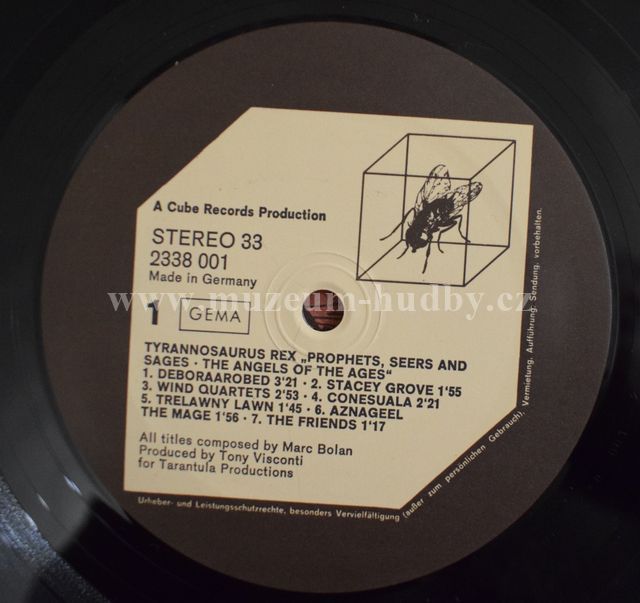 A Cube Records Production
STEREO 33
2338 001
Made in Germany
1 GEMA
TYRANNOSAURUS REX „PROPHETS, SEERS AND
SAGES · THE ANGELS OF THE AGES“
1. DEBORAAROBED 3'21 · 2. STACEY GROVE 1'55
3. WIND QUARTETS 2'53 · 4. CONESUALA 2'21
5. TRELAWNY LAWN 1'45 · 6. AZNAGEEL
THE MAGE 1'56 · 7. THE FRIENDS 1'17
All titles composed by Marc Bolan
Produced by Tony Visconti
for Tarantula Productions
Urheber- und Leistungsschutzrechte, besonders Vervielfältigung (außer zum persönlichen Gebrauch), Vermietung, Aufführung, Sendung, vorbehalten.
www.muzeum-hudby.cz